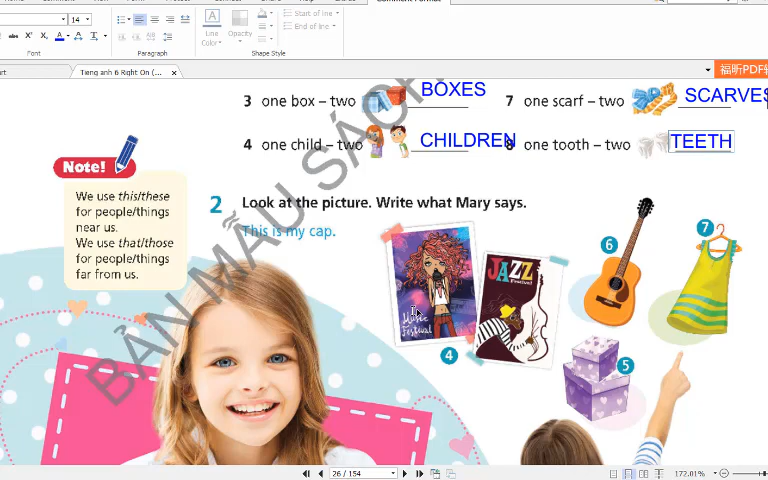 Comment Format
14
Start of Line
End of Line
Line
Color
Font
Paragraph
Shape Style
Tieng anh 6 Right On (...
福昕PDF转
3 one box – two BOXES
7 one scarf – two SCARVES
4 one child – two CHILDREN
8 one tooth – two TEETH
Note!
We use this/these
for people/things
near us.
We use that/those
for people/things
far from us.
2 Look at the picture. Write what Mary says.
This is my cap.
BẢN MẪU SÁCH
Music
Festival
JAZZ
Festival
4
5
6
7
26 / 154
172.01%